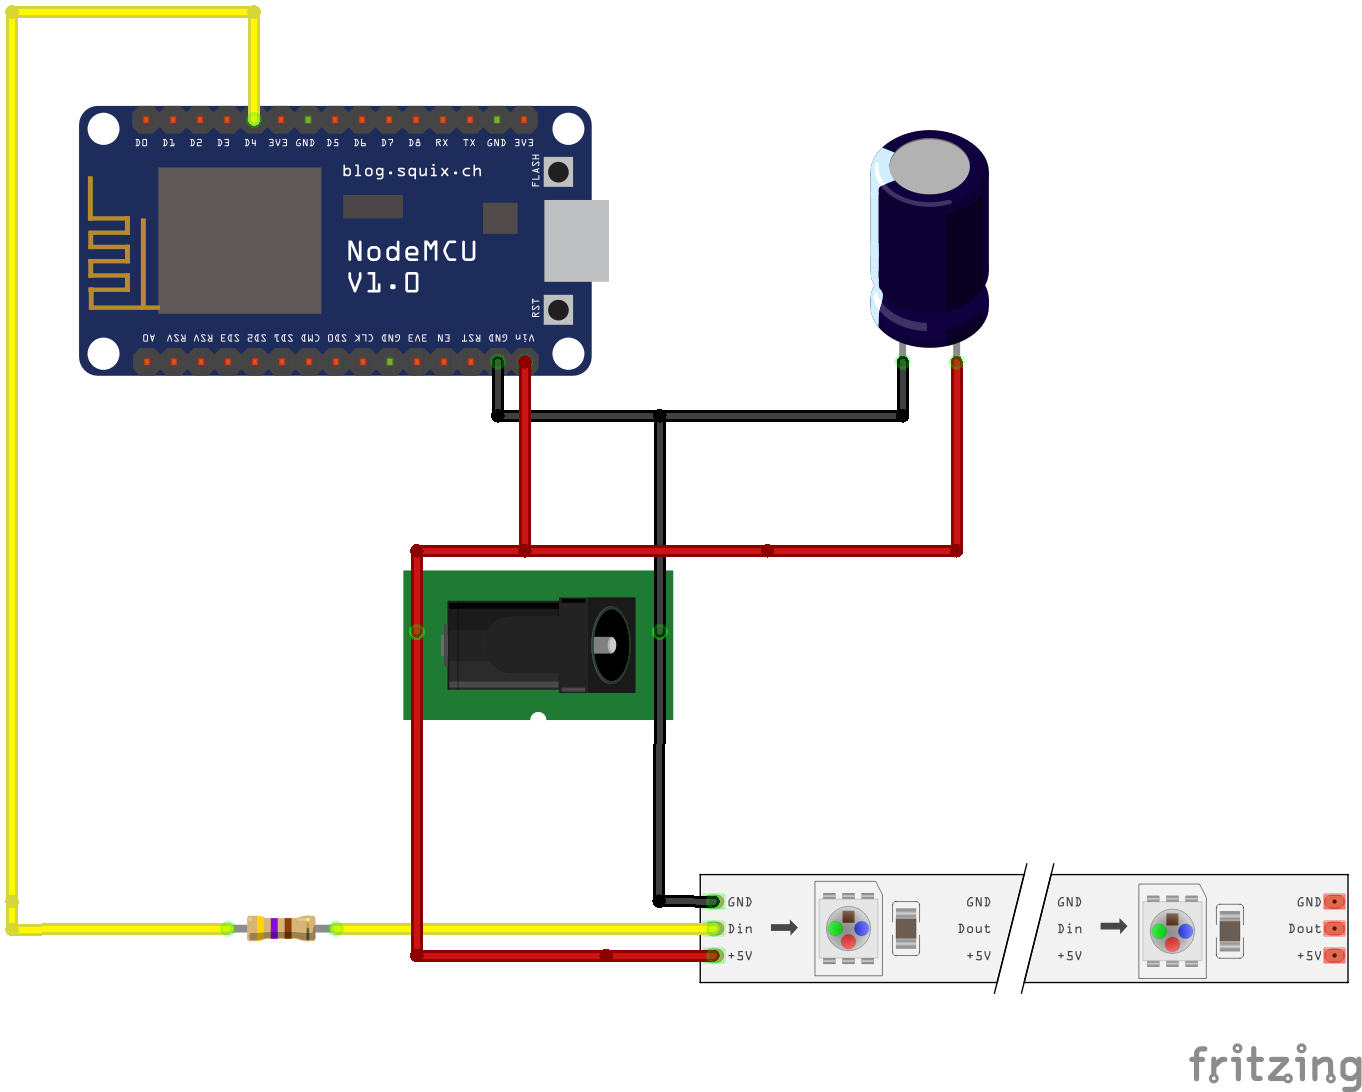 D0 D1 D2 D3 D4 3V3 GND D5 D6 D7 D8 RX TX GND 3V3
blog.squix.ch
FLASH
NodeMCU
V1.0
RST
A0 RSV RSV SD3 SD2 SD1 CMD SD0 CLK GND 3V3 EN RST GND Vin
GND GND GND GND
Din Dout Din Dout
+5V +5V +5V +5V
fritzing